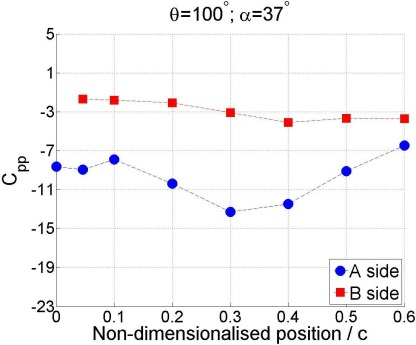 θ=100°; α=37°
5
1
-3
-7
-11
-15
-19
-23
C_pp
0 0.1 0.2 0.3 0.4 0.5 0.6
Non-dimensionalised position / c
A side
B side